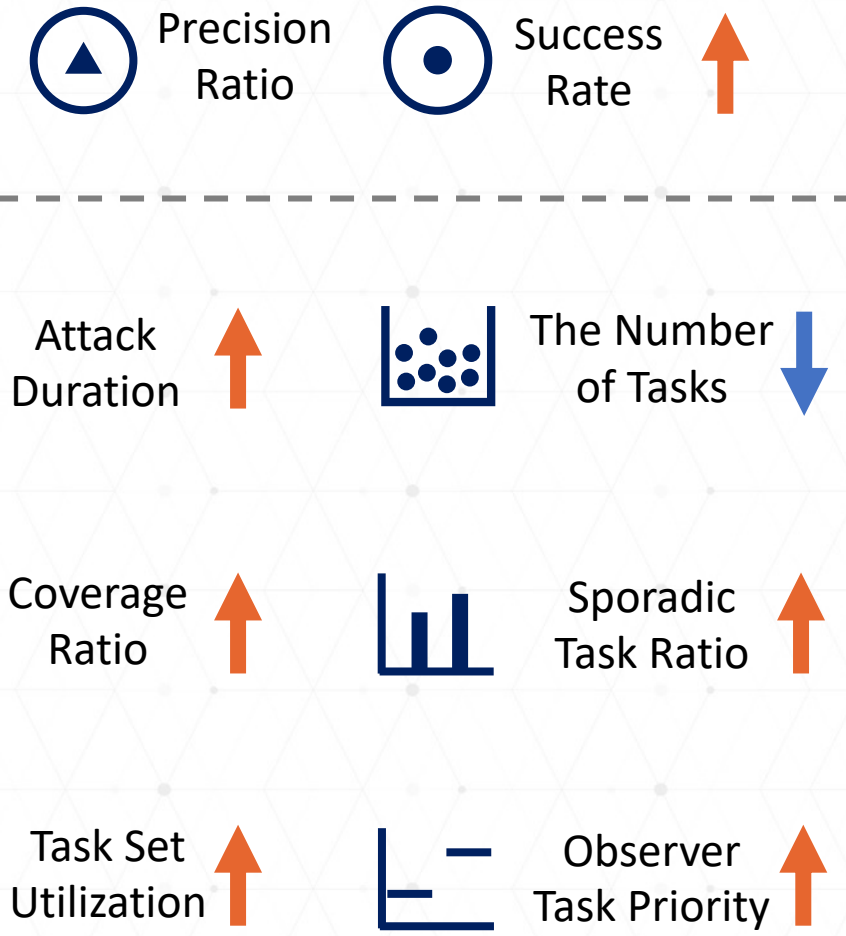 Precision
Ratio
Success
Rate
Attack
Duration
The Number
of Tasks
Coverage
Ratio
Sporadic
Task Ratio
Task Set
Utilization
Observer
Task Priority